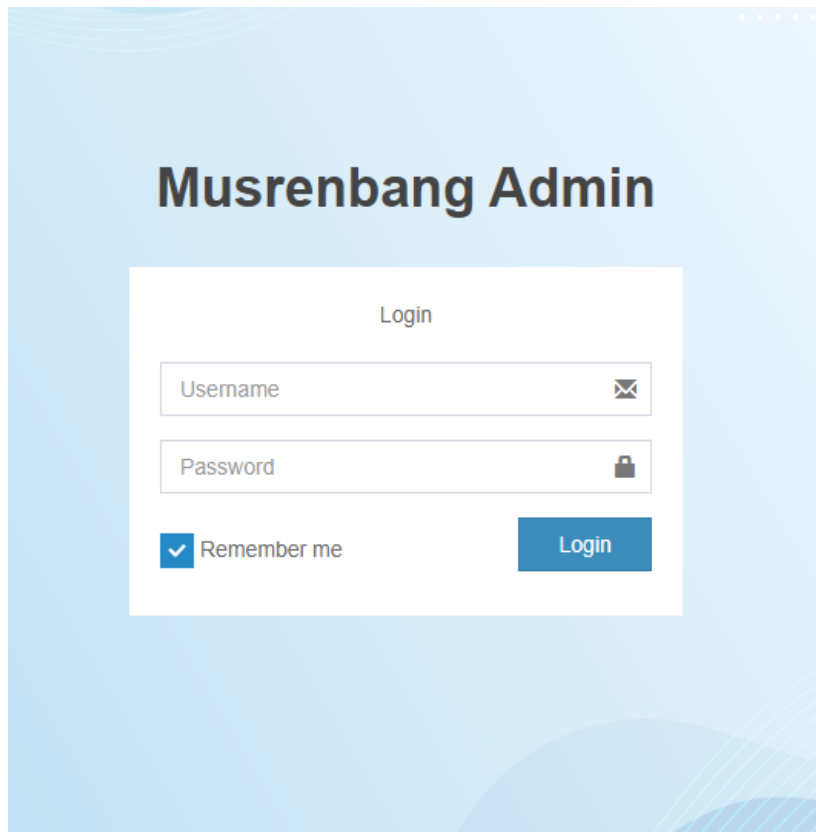 Musrenbang Admin
Login
Username
Password
Remember me
Login